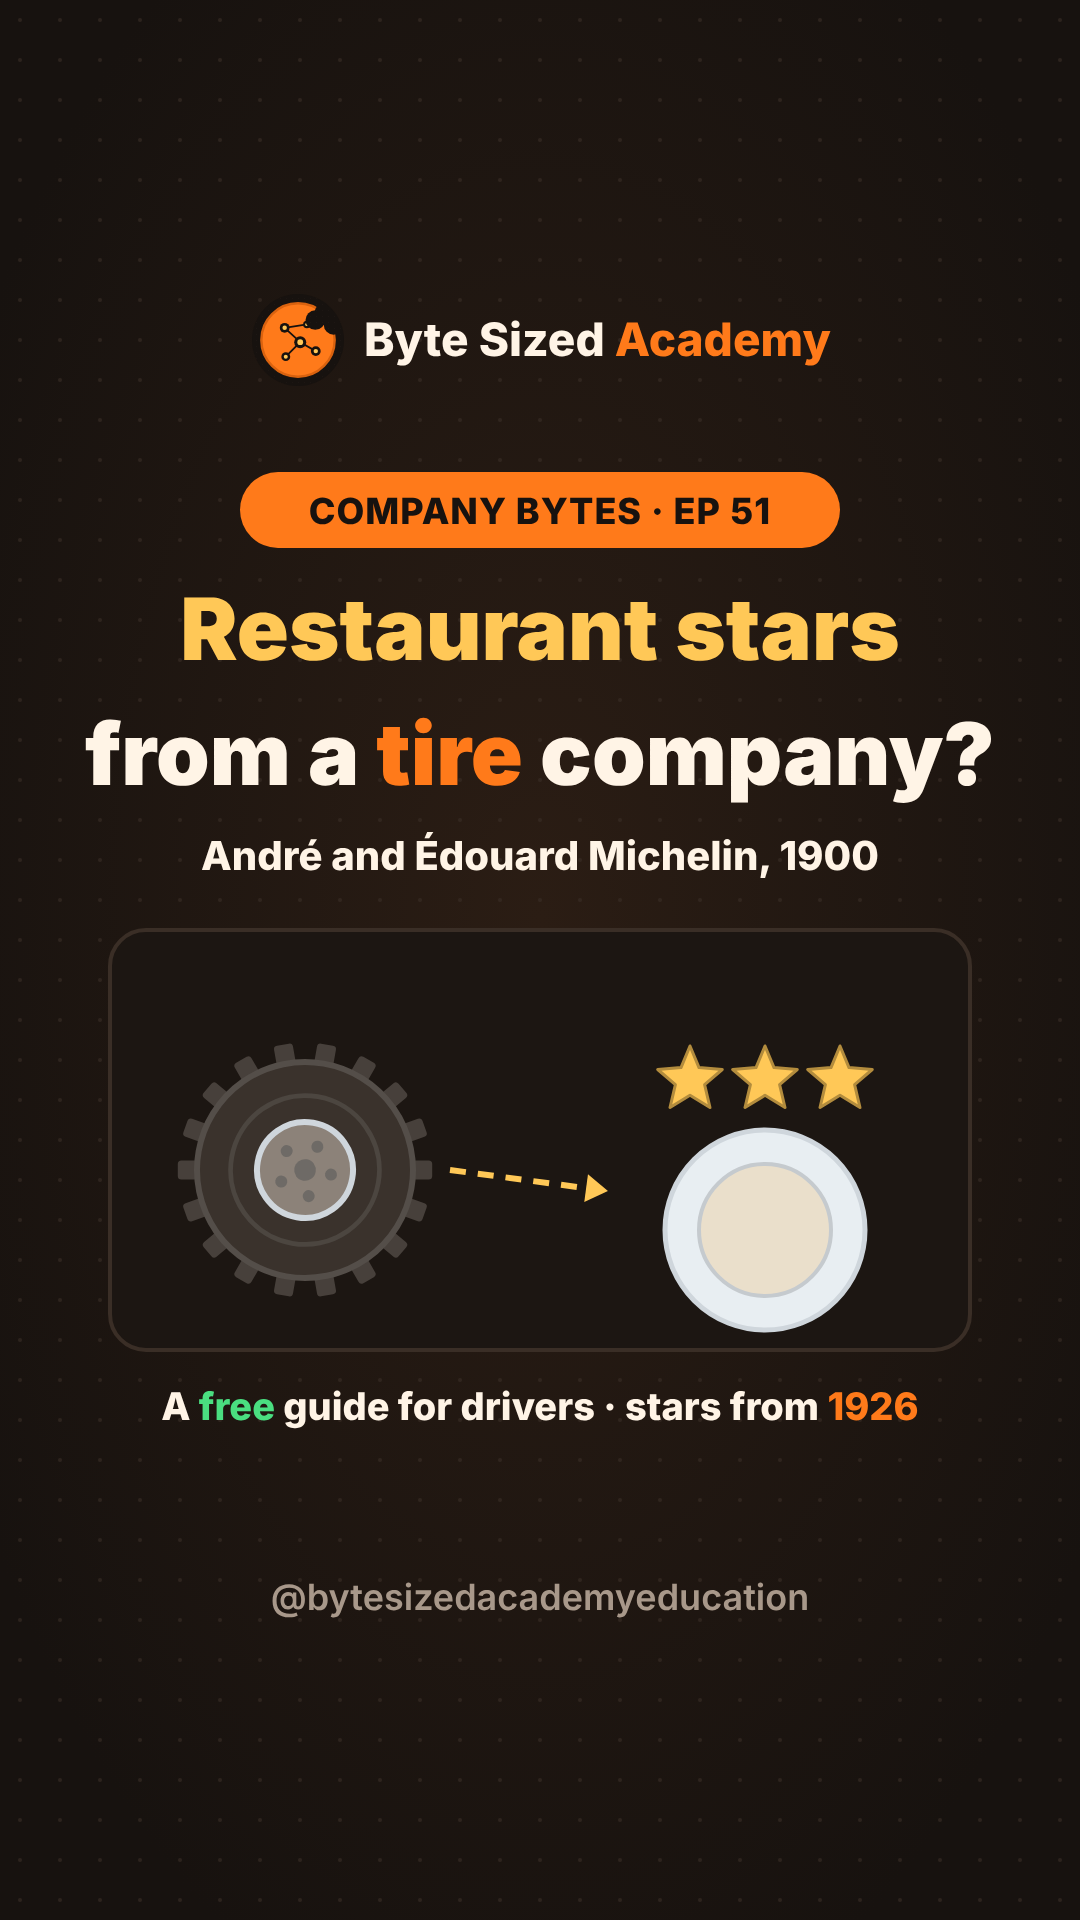 Byte Sized Academy
COMPANY BYTES · EP 51
Restaurant stars
from a tire company?
André and Édouard Michelin, 1900
A free guide for drivers · stars from 1926
@bytesizedacademyeducation